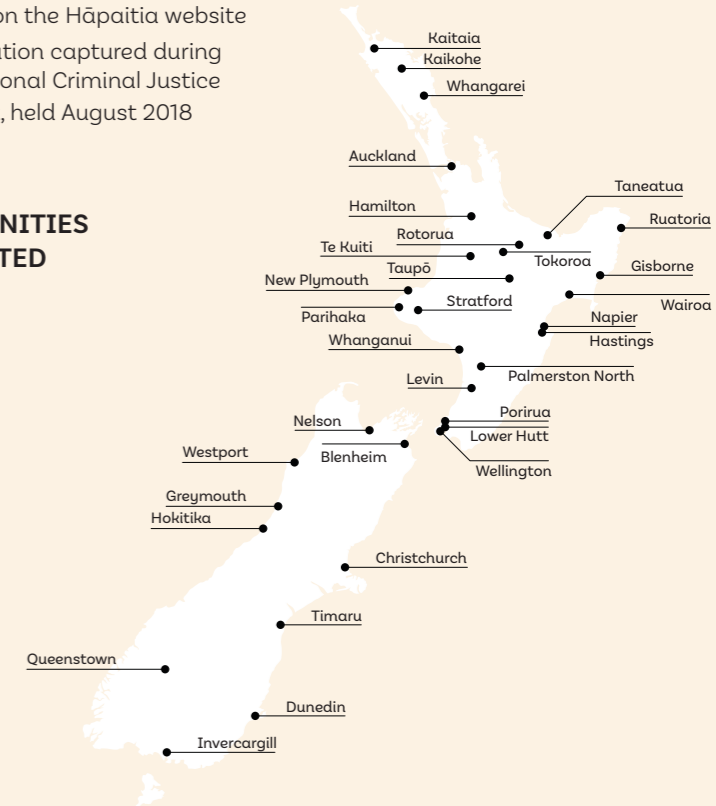 on the Hāpaitia website
ation captured during
onal Criminal Justice
, held August 2018
NITIES
TED
Kaitaia
Kaikohe
Whangarei
Auckland
Taneatua
Hamilton
Ruatoria
Rotorua
Te Kuiti
Tokoroa
Taupō
Gisborne
New Plymouth
Stratford
Wairoa
Parihaka
Napier
Whanganui
Hastings
Levin
Palmerston North
Porirua
Nelson
Lower Hutt
Westport
Blenheim
Wellington
Greymouth
Hokitika
Christchurch
Timaru
Queenstown
Dunedin
Invercargill